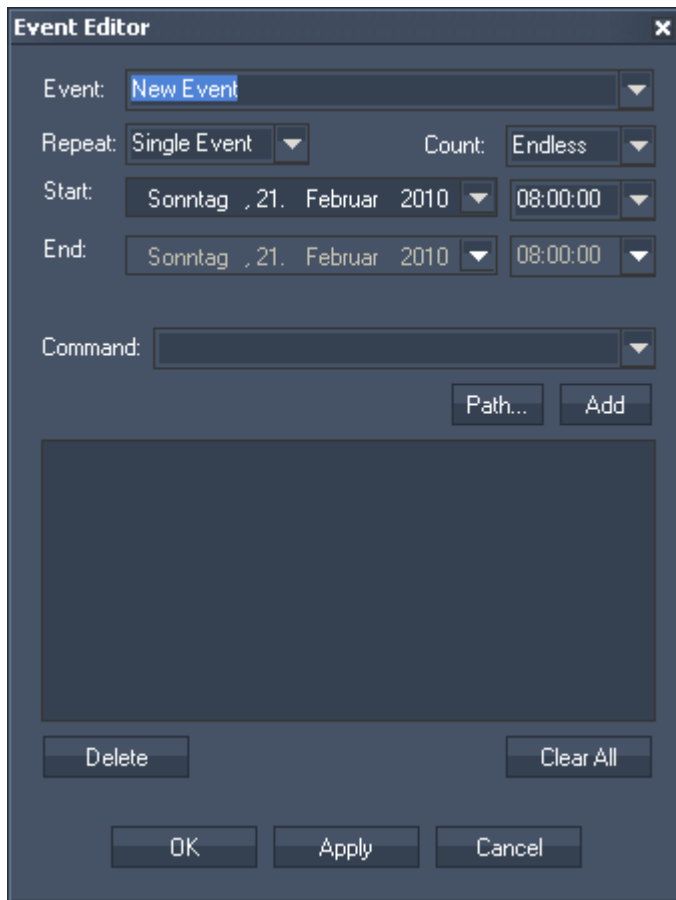 Event Editor
Event: New Event
Repeat: Single Event Count: Endless
Start: Sonntag , 21. Februar 2010 08:00:00
End: Sonntag , 21. Februar 2010 08:00:00
Command:
Path... Add
Delete Clear All
OK Apply Cancel